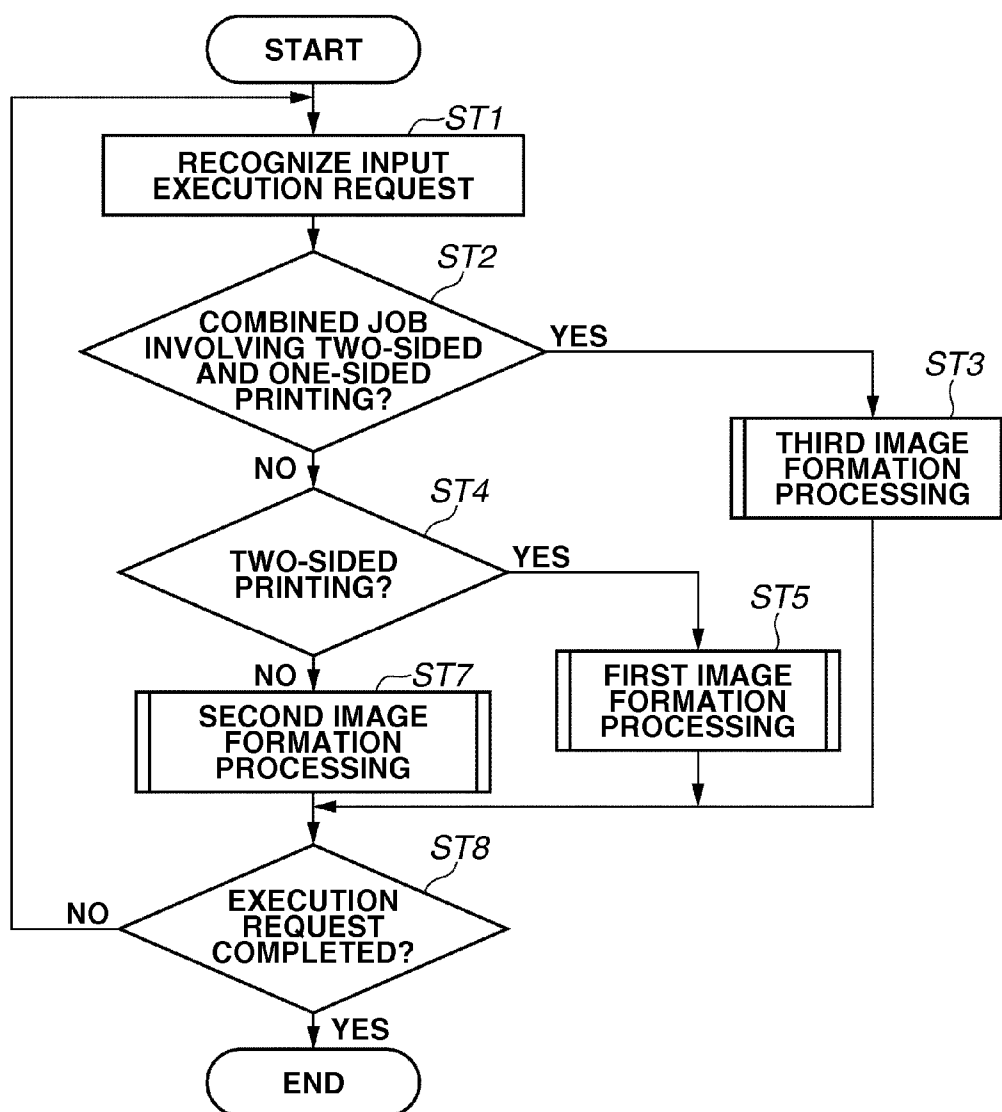 START
ST1
RECOGNIZE INPUT
EXECUTION REQUEST
ST2
COMBINED JOB
INVOLVING TWO-SIDED
AND ONE-SIDED
PRINTING?
YES
ST3
THIRD IMAGE
FORMATION
PROCESSING
NO
ST4
TWO-SIDED
PRINTING?
YES
ST5
FIRST IMAGE
FORMATION
PROCESSING
NO
ST7
SECOND IMAGE
FORMATION
PROCESSING
ST8
EXECUTION
REQUEST
COMPLETED?
NO
YES
END